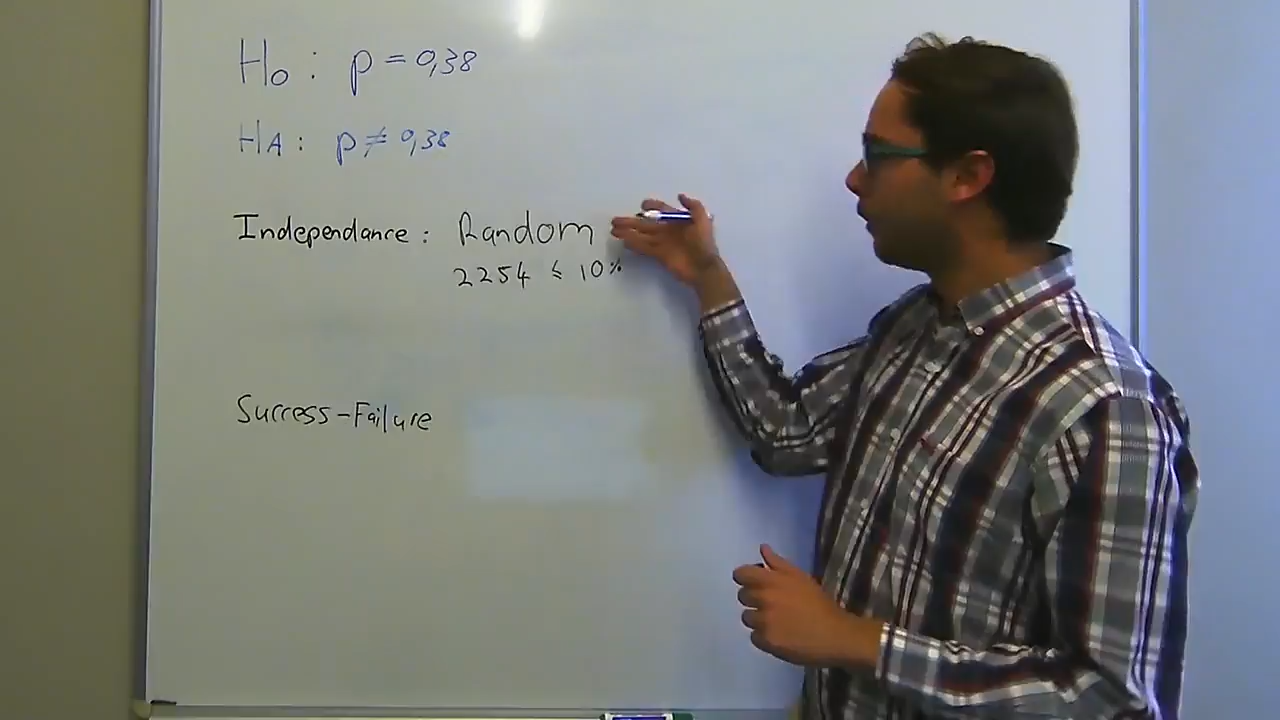 H0 : p = 0,38
HA : p ≠ 0,38
Independance : Random
2254 ≤ 10%
Success-Failure